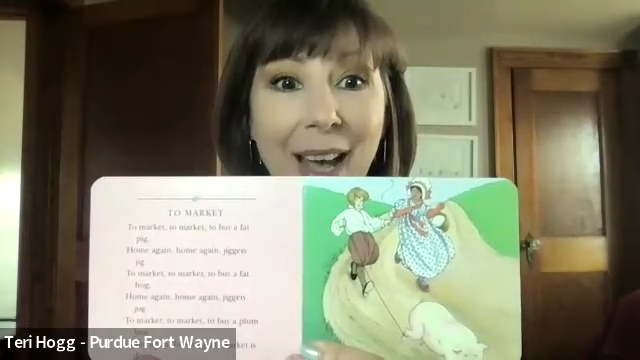 TO MARKET
To market, to market, to buy a fat
pig,
Home again, home again, jiggety
jig.
To market, to market, to buy a fat
hog,
Home again, home again, jiggety
jog.
To market, to market, to buy a plum
Teri Hogg - Purdue Fort Wayne